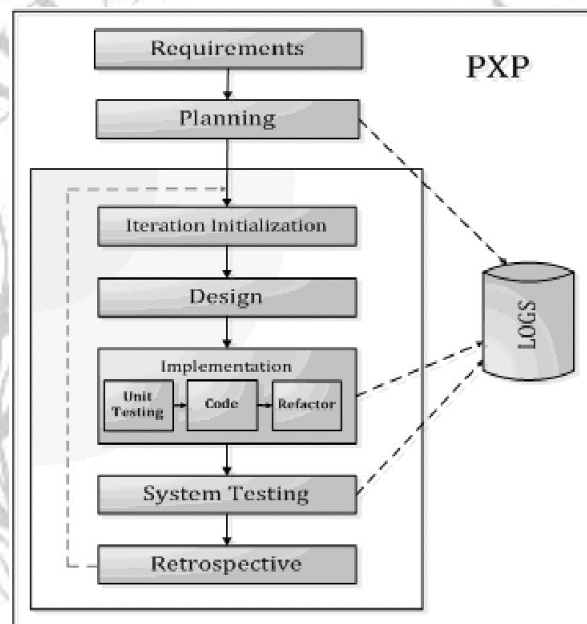 Requirements
PXP
Planning
Iteration Initialization
Design
LOGS
Implementation
Unit
Testing
Code
Refactor
System Testing
Retrospective